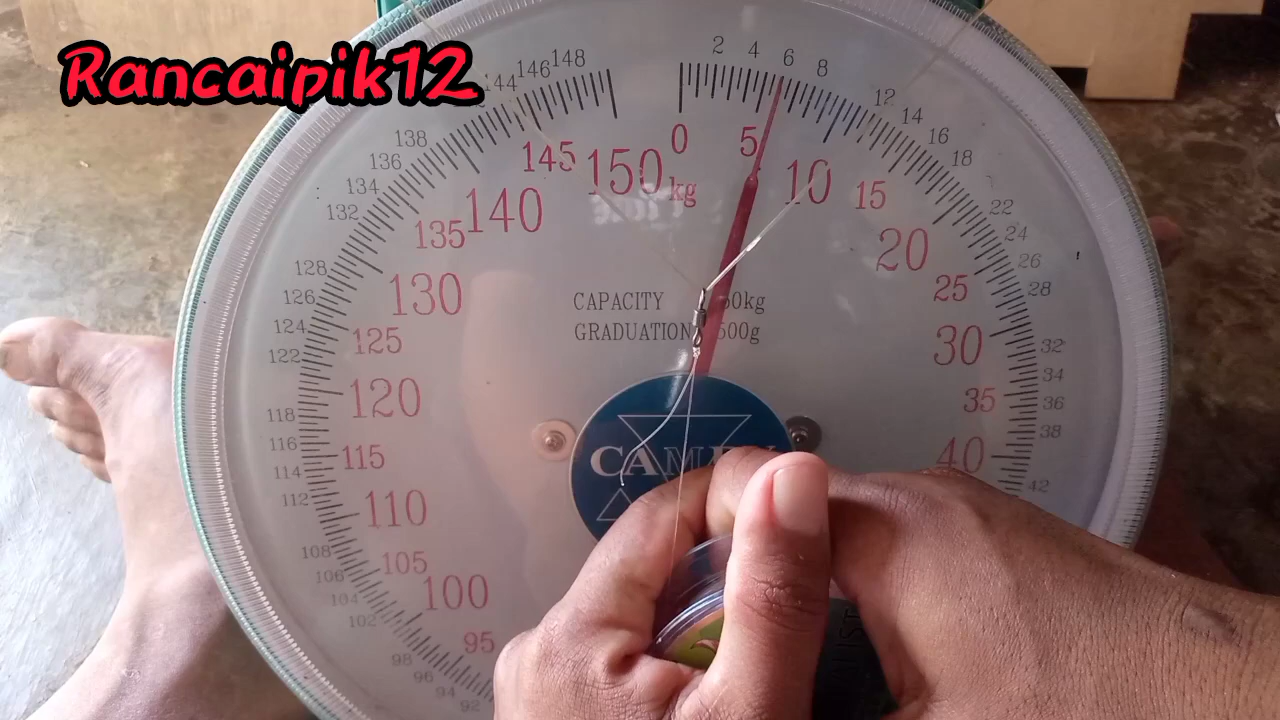 Rancaipik12
2 4 6 8 12 14 16 18 22 24 26 28 32 34 36 38 42
0 5 10 15 20 25 30 35 40
kg
CAPACITY 50kg
GRADUATION 500g
148 146 144 138 136 134 132 128 126 124 122 118 116 114 112 108 106 104 102 98 96 94 92
150 145 140 135 130 125 120 115 110 105 100 95